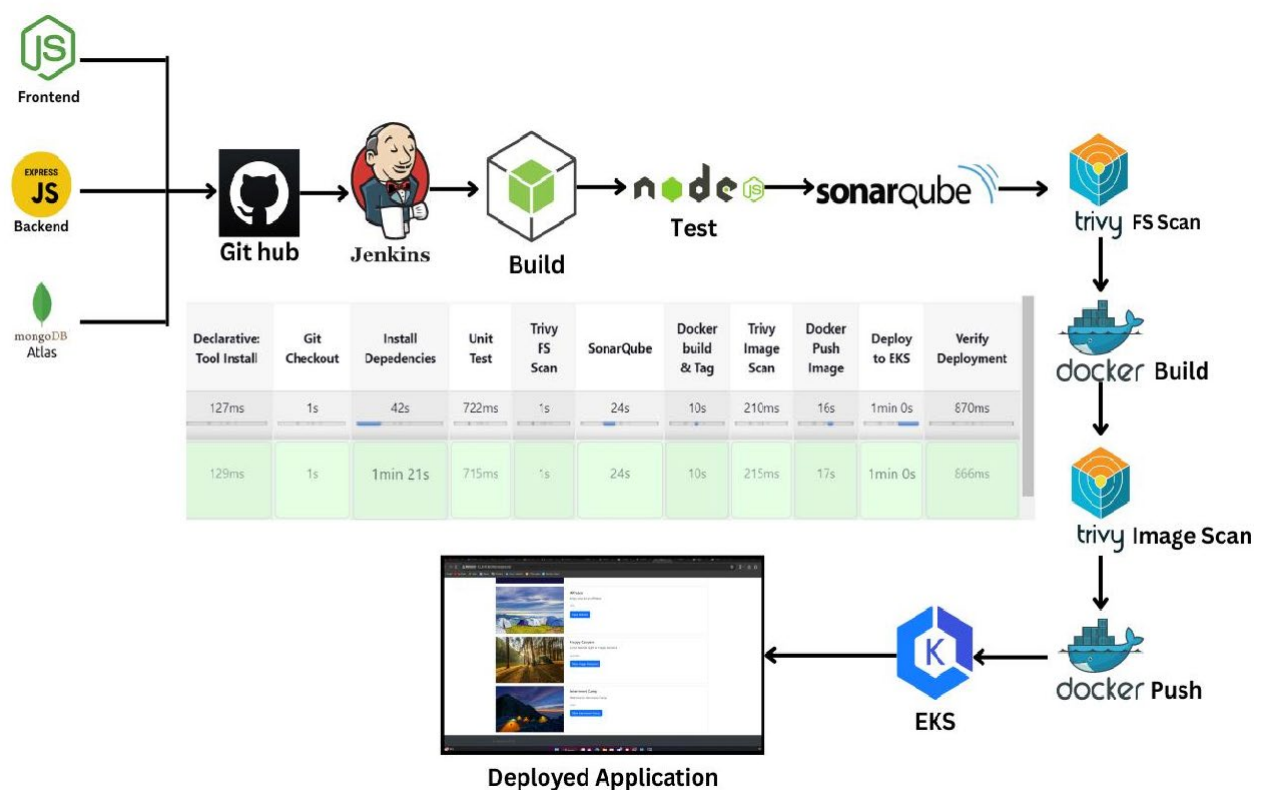 JS
Frontend
EXPRESS
JS
Backend
mongoDB
Atlas
Git hub
Jenkins
Build
node
JS
Test
sonarqube
trivy FS Scan
docker Build
trivy Image Scan
docker Push
K
EKS
Declarative:
Tool Install
Git
Checkout
Install
Depedencies
Unit
Test
Trivy
FS
Scan
SonarQube
Docker
build
& Tag
Trivy
Image
Scan
Docker
Push
Image
Deploy
to EKS
Verify
Deployment
127ms 1s 42s 722ms 1s 24s 10s 210ms 16s 1min 0s 870ms
129ms 1s 1min 21s 715ms 1s 24s 10s 215ms 17s 1min 0s 866ms
Deployed Application